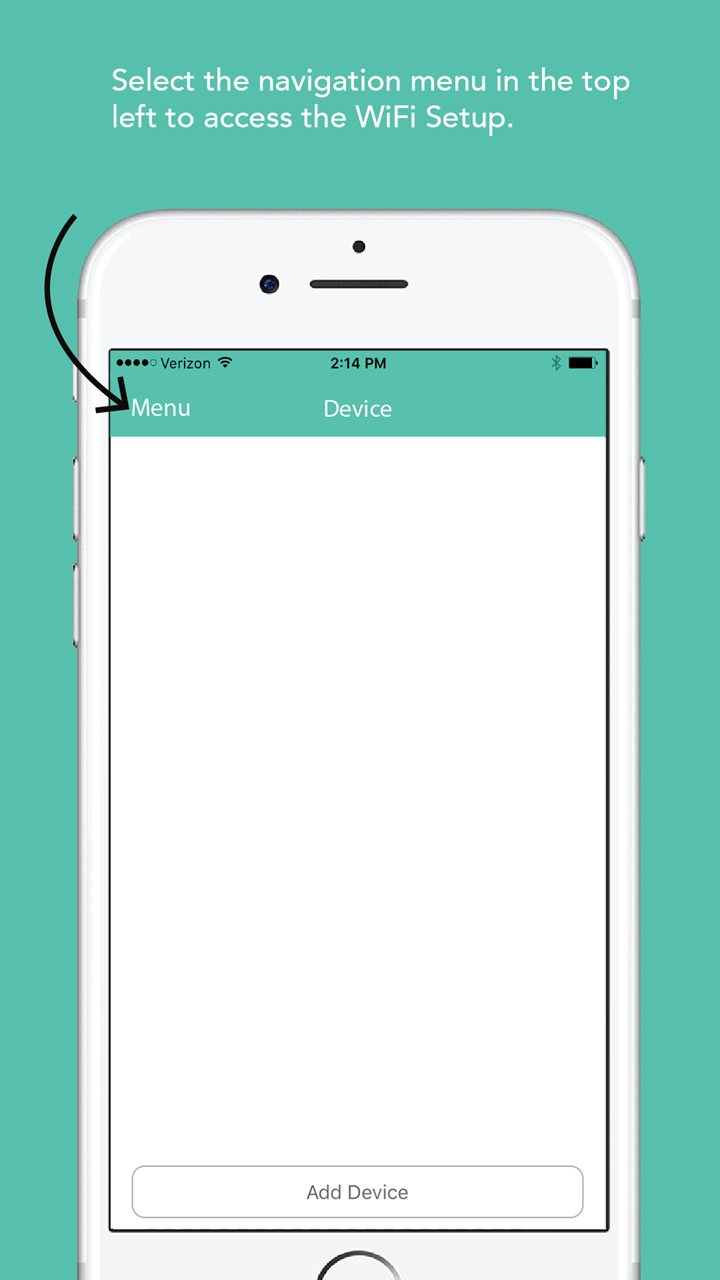 Select the navigation menu in the top
left to access the WiFi Setup.
Verizon 2:14 PM
Menu Device
Add Device